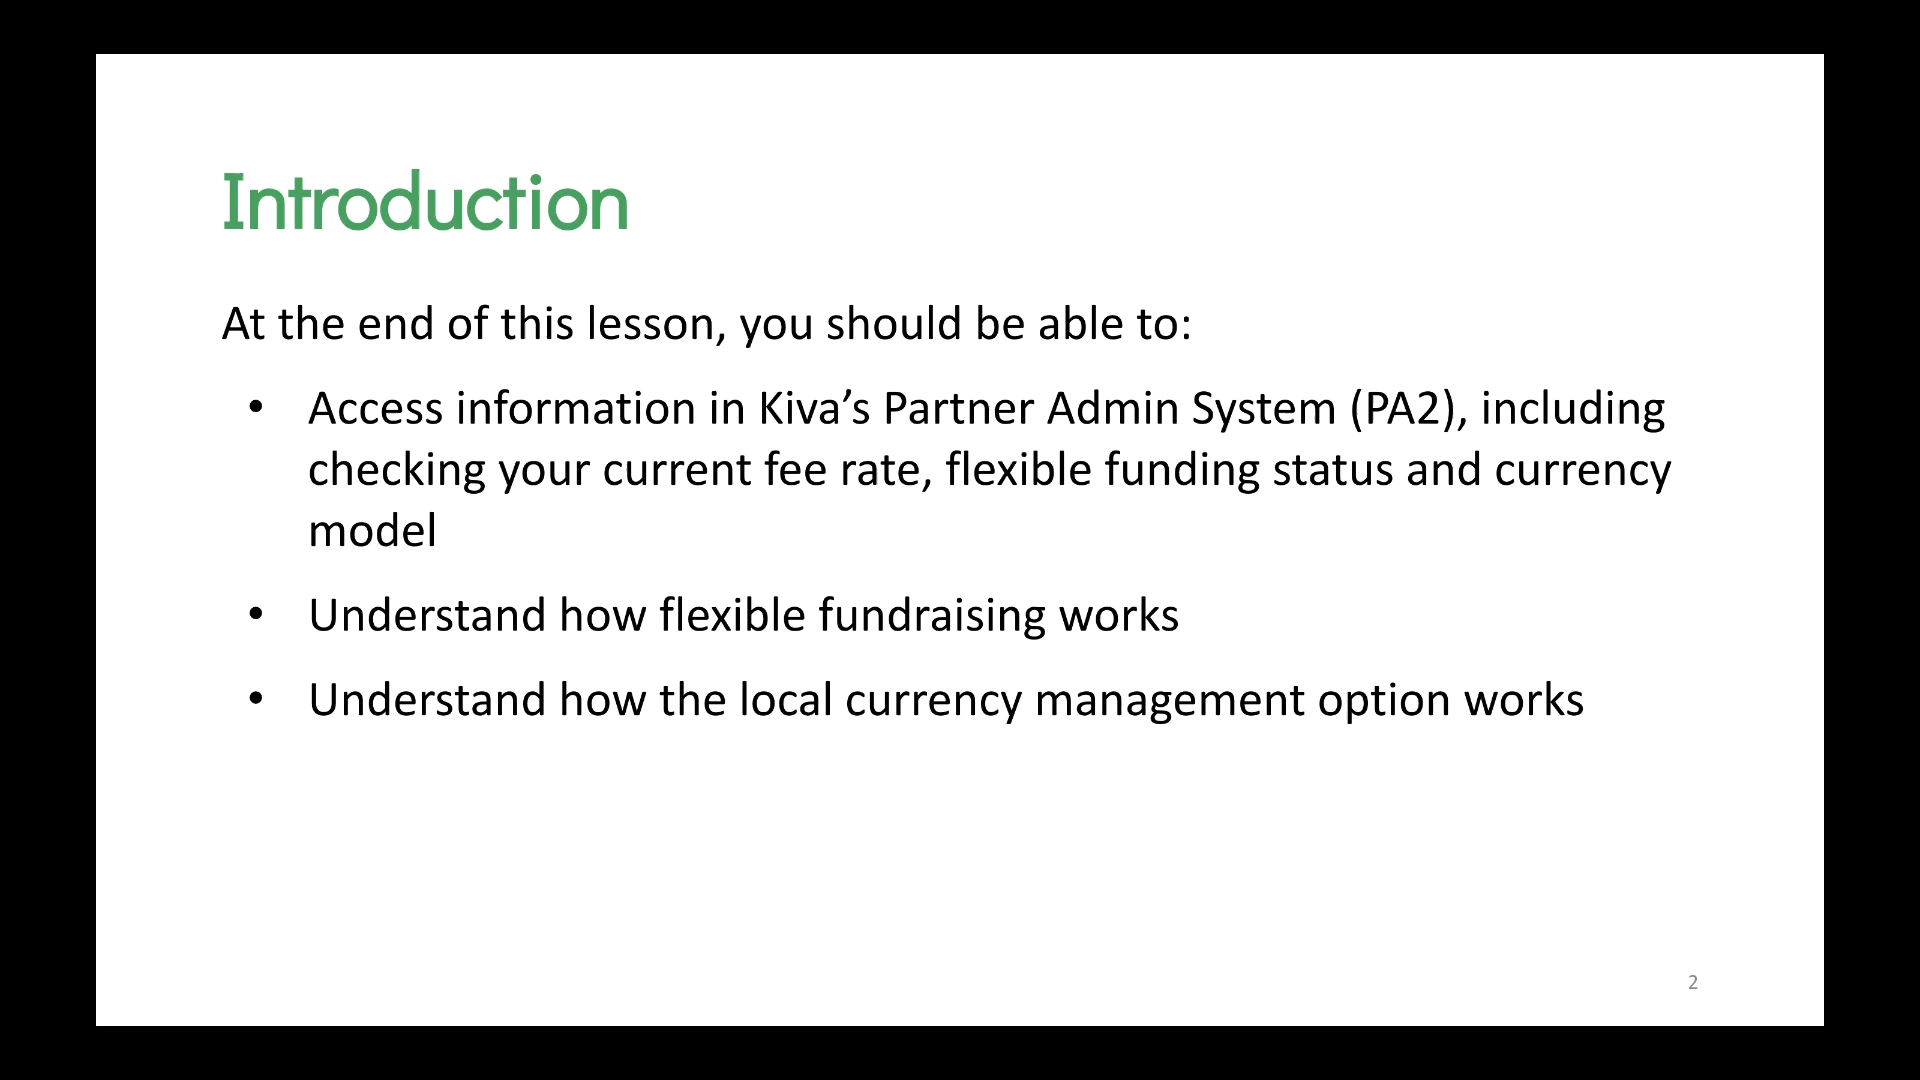 Introduction
At the end of this lesson, you should be able to:
• Access information in Kiva’s Partner Admin System (PA2), including
checking your current fee rate, flexible funding status and currency
model
• Understand how flexible fundraising works
• Understand how the local currency management option works
2